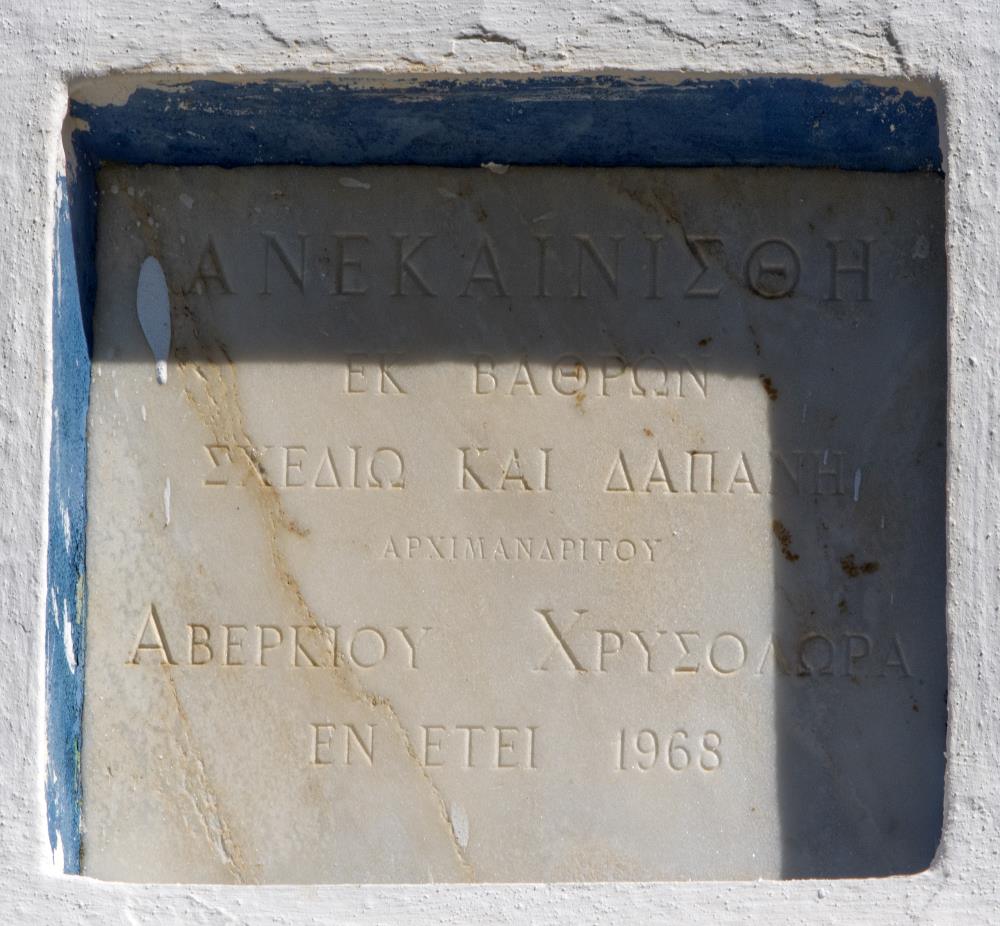 ΑΝΕΚΑΙΝΙΣΘΗ
ΕΚ ΒΑΘΡΩΝ
ΣΧΕΔΙΩ ΚΑΙ ΔΑΠΑΝΗ
ΑΡΧΙΜΑΝΔΡΙΤΟΥ
ΑΒΕΡΚΙΟΥ ΧΡΥΣΟΛΩΡΑ
ΕΝ ΕΤΕΙ 1968